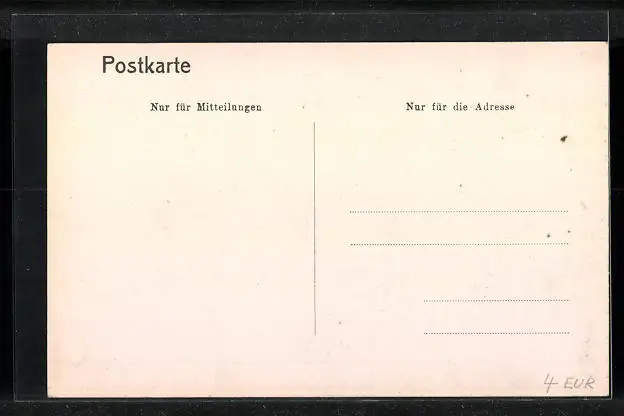 Postkarte
Nur für Mitteilungen
Nur für die Adresse
4 EUR